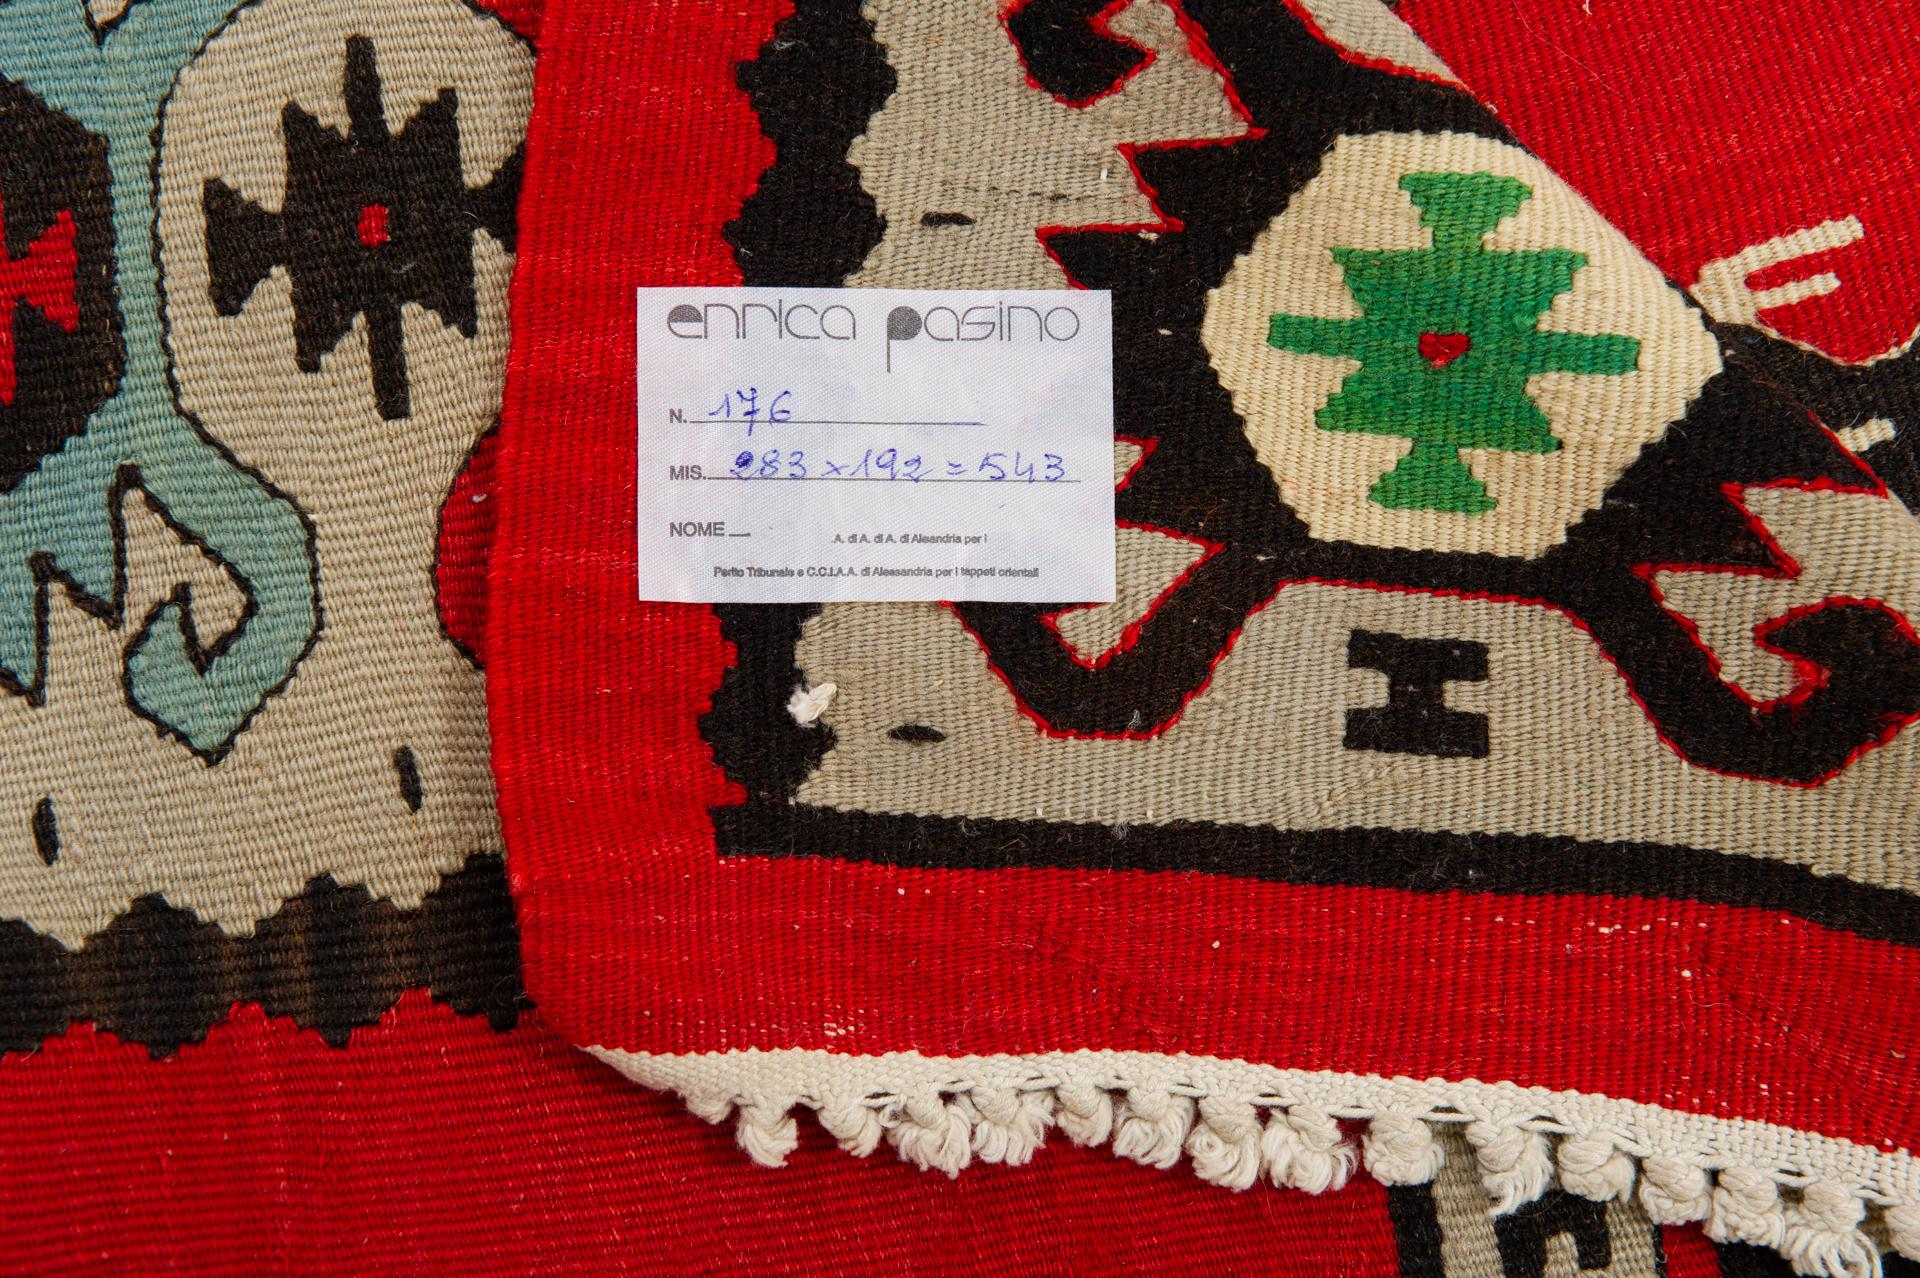 enrica pasino
N. 176
MIS. 283 x 192 = 543
NOME
.A. di A. di A. di Alesandria per i
Perito Tribunale e C.C.I.A.A. di Alessandria per i tappeti orientali